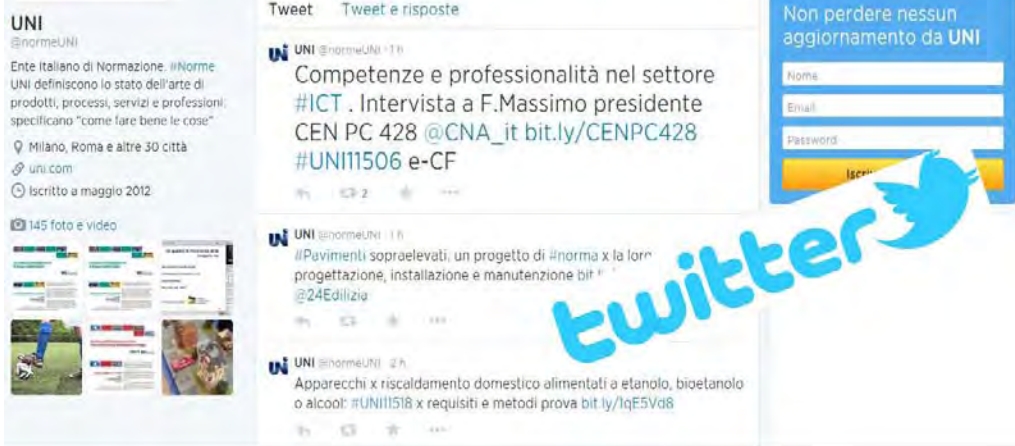 UNI
@normeUNI
Ente Italiano di Normazione. #Norme
UNI definiscono lo stato dell'arte di
prodotti, processi, servizi e professioni:
specificano "come fare bene le cose"
Milano, Roma e altre 30 città
uni.com
Iscritto a maggio 2012
145 foto e video
Tweet Tweet e risposte
UNI @normeUNI · 1 h
Competenze e professionalità nel settore
#ICT . Intervista a F.Massimo presidente
CEN PC 428 @CNA_it bit.ly/CENPC428
#UNI11506 e-CF
2
UNI @normeUNI · 1 h
#Pavimenti sopraelevati, un progetto di #norma x la loro
progettazione, installazione e manutenzione
@24Edilizia
UNI @normeUNI · 2 h
Apparecchi x riscaldamento domestico alimentati a etanolo, bioetanolo
o alcool: #UNI11518 x requisiti e metodi prova bit.ly/1qE5Vd8
Non perdere nessun
aggiornamento da UNI
Nome
Email
Password
twitter